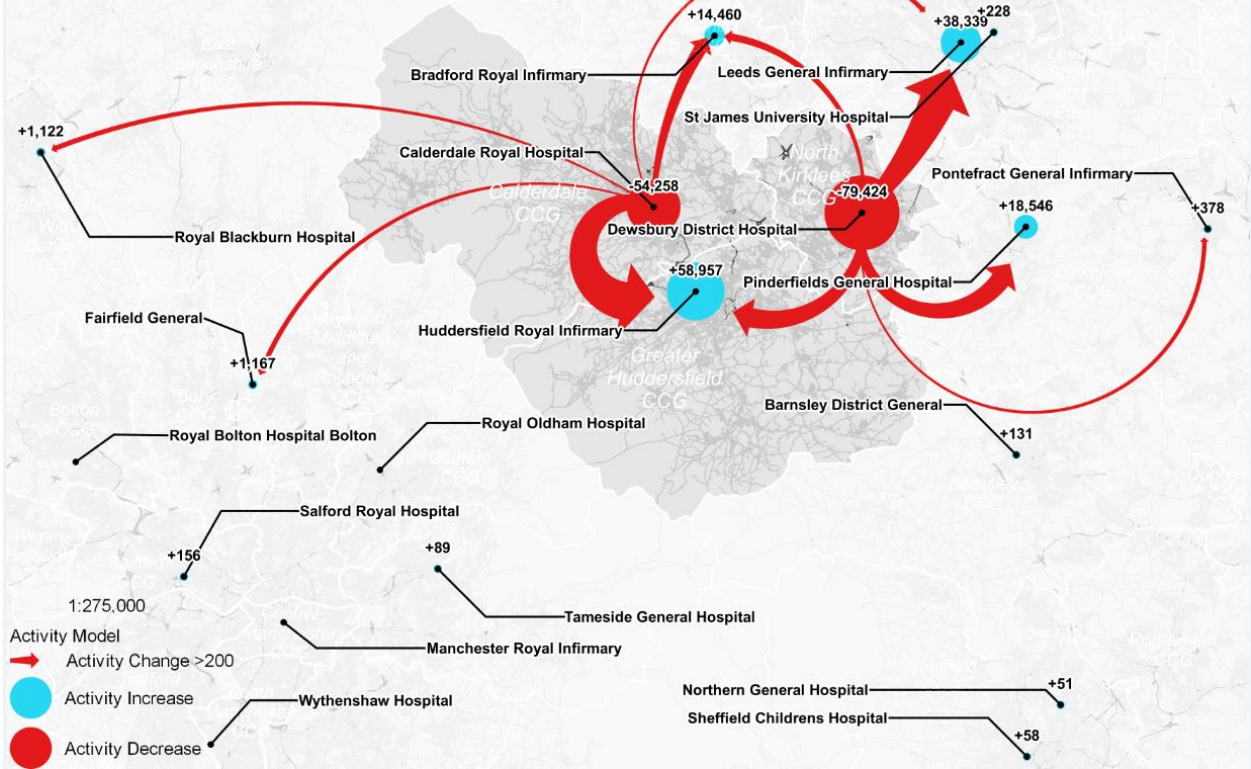 +14,460
+228
+38,339
Bradford Royal Infirmary
Leeds General Infirmary
St James University Hospital
+1,122
Calderdale Royal Hospital
North
Kirklees
CCG
Pontefract General Infirmary
-54,258
-79,424
Calderdale
CCG
+18,546
+378
Royal Blackburn Hospital
Dewsbury District Hospital
+58,957
Pinderfields General Hospital
Fairfield General
Huddersfield Royal Infirmary
+1,167
Greater
Huddersfield
CCG
Bolton
CCG
Barnsley District General
+131
Royal Bolton Hospital Bolton
Royal Oldham Hospital
Salford Royal Hospital
+156
+89
1:275,000
Tameside General Hospital
Activity Model
Activity Change >200
Manchester Royal Infirmary
Activity Increase
Wythenshaw Hospital
Northern General Hospital
+51
Sheffield Childrens Hospital
+58
Activity Decrease